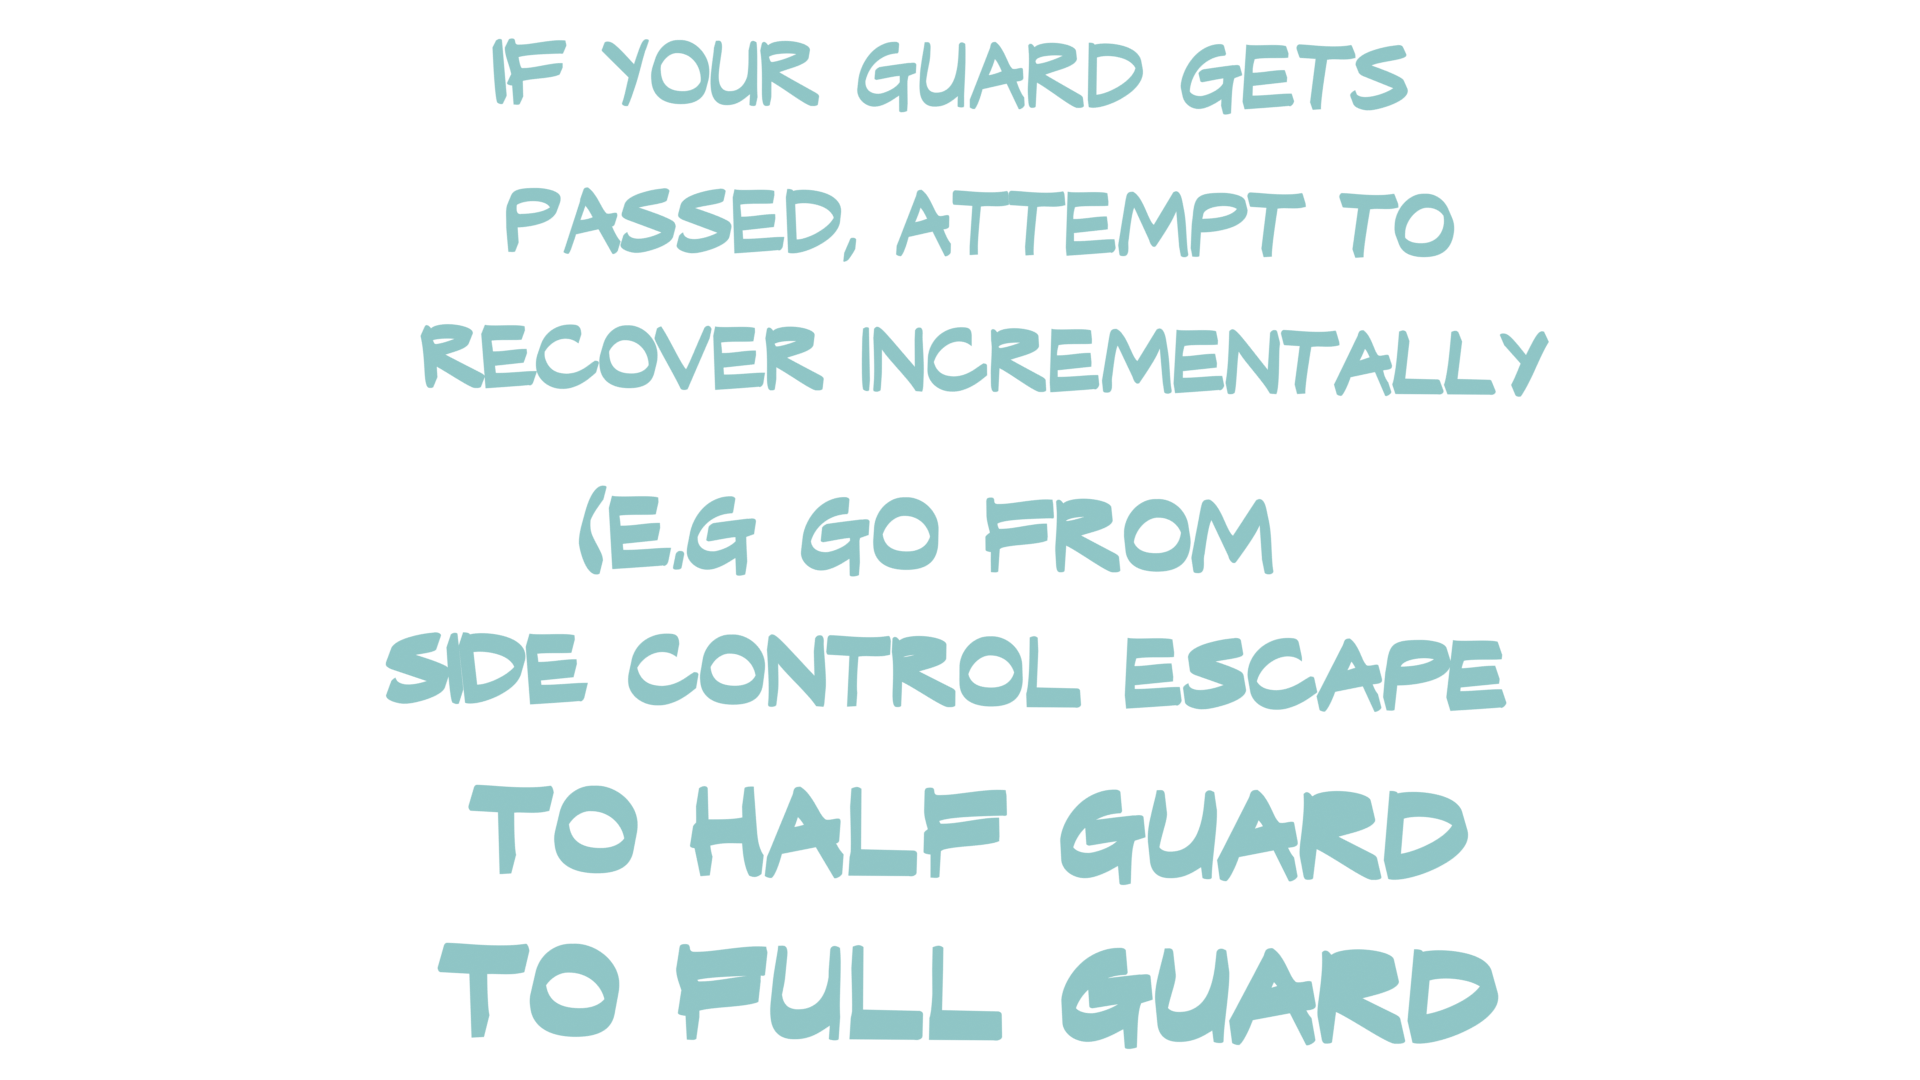 IF YOUR GUARD GETS
PASSED, ATTEMPT TO
RECOVER INCREMENTALLY
(E.G GO FROM
SIDE CONTROL ESCAPE
TO HALF GUARD
TO FULL GUARD